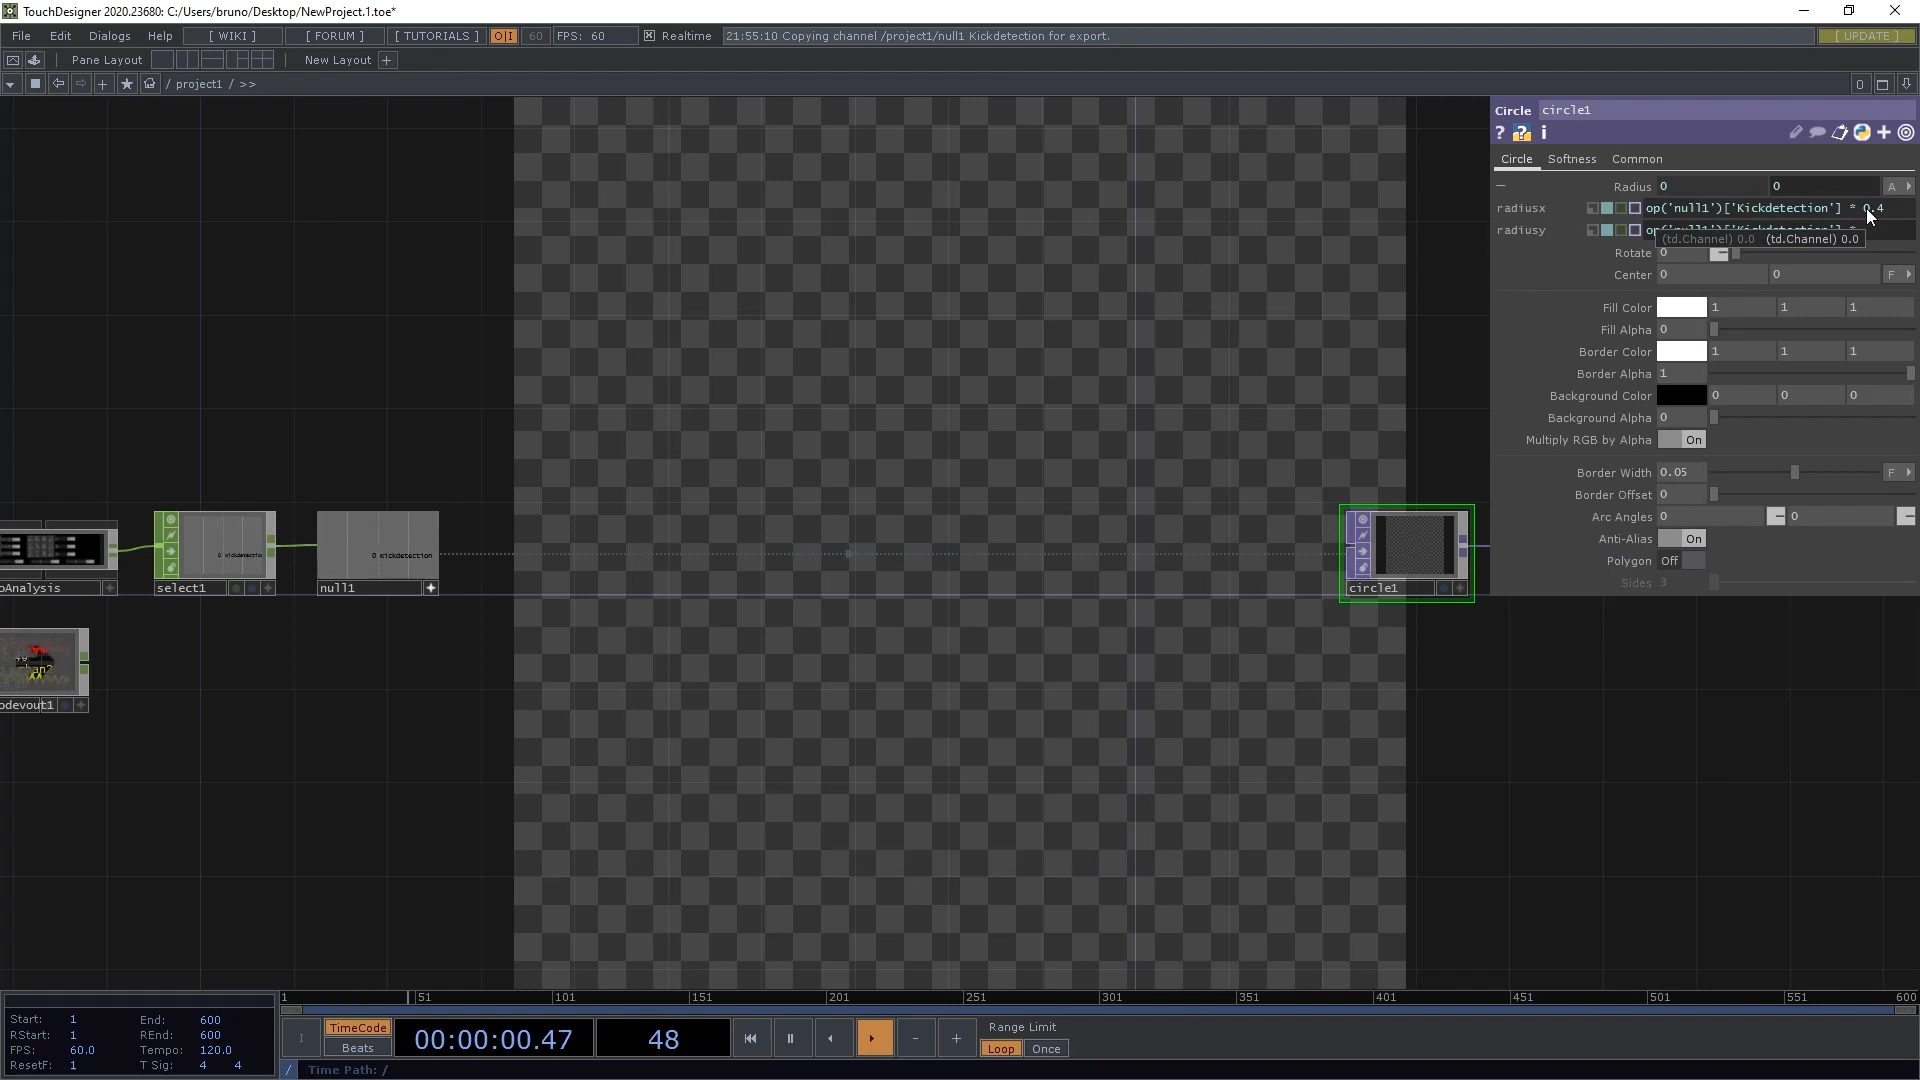 TouchDesigner 2020.23680: C:/Users/bruno/Desktop/NewProject.1.toe*
File Edit Dialogs Help [ WIKI ] [ FORUM ] [ TUTORIALS ] O|I 60 FPS: 60 Realtime 21:55:10 Copying channel /project1/null1 Kickdetection for export. [ UPDATE ]
Pane Layout New Layout +
/ project1 / >> 0
Circle circle1
? ? i
Circle Softness Common
Radius 0 0 A
radiusx op('null1')['Kickdetection'] * 0.4
radiusy
(td.Channel) 0.0 (td.Channel) 0.0
Rotate 0
Center 0 0 F
Fill Color 1 1 1
Fill Alpha 0
Border Color 1 1 1
Border Alpha 1
Background Color 0 0 0
Background Alpha 0
Multiply RGB by Alpha On
Border Width 0.05 F
Border Offset 0
Arc Angles 0 0
Anti-Alias On
Polygon Off
Sides 3
0 Kickdetection
0 Kickdetection
oAnalysis select1 null1 circle1
odevout1
1 51 101 151 201 251 301 351 401 451 501 551 600
Start: 1 End: 600
RStart: 1 REnd: 600
FPS: 60.0 Tempo: 120.0
ResetF: 1 T Sig: 4 4
I TimeCode Beats 00:00:00.47 48 - +
Range Limit
Loop Once
/ Time Path: /